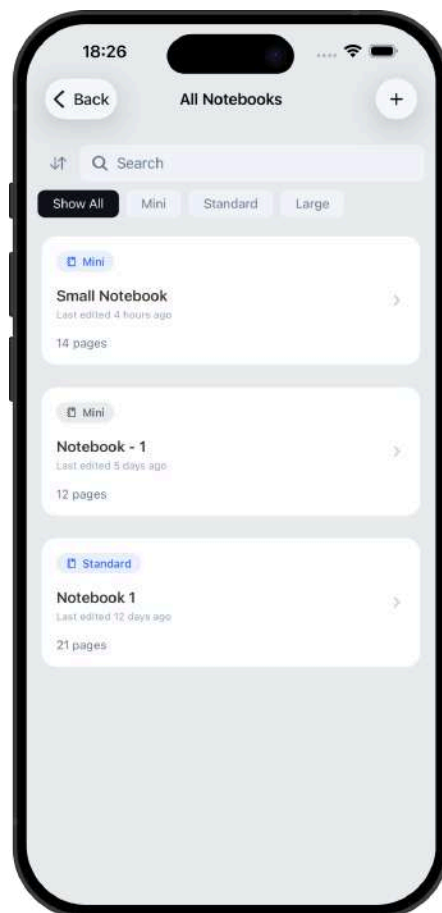 18:26
Back
All Notebooks
+
Search
Show All
Mini
Standard
Large
Mini
Small Notebook
Last edited 4 hours ago
14 pages
Mini
Notebook - 1
Last edited 5 days ago
12 pages
Standard
Notebook 1
Last edited 12 days ago
21 pages